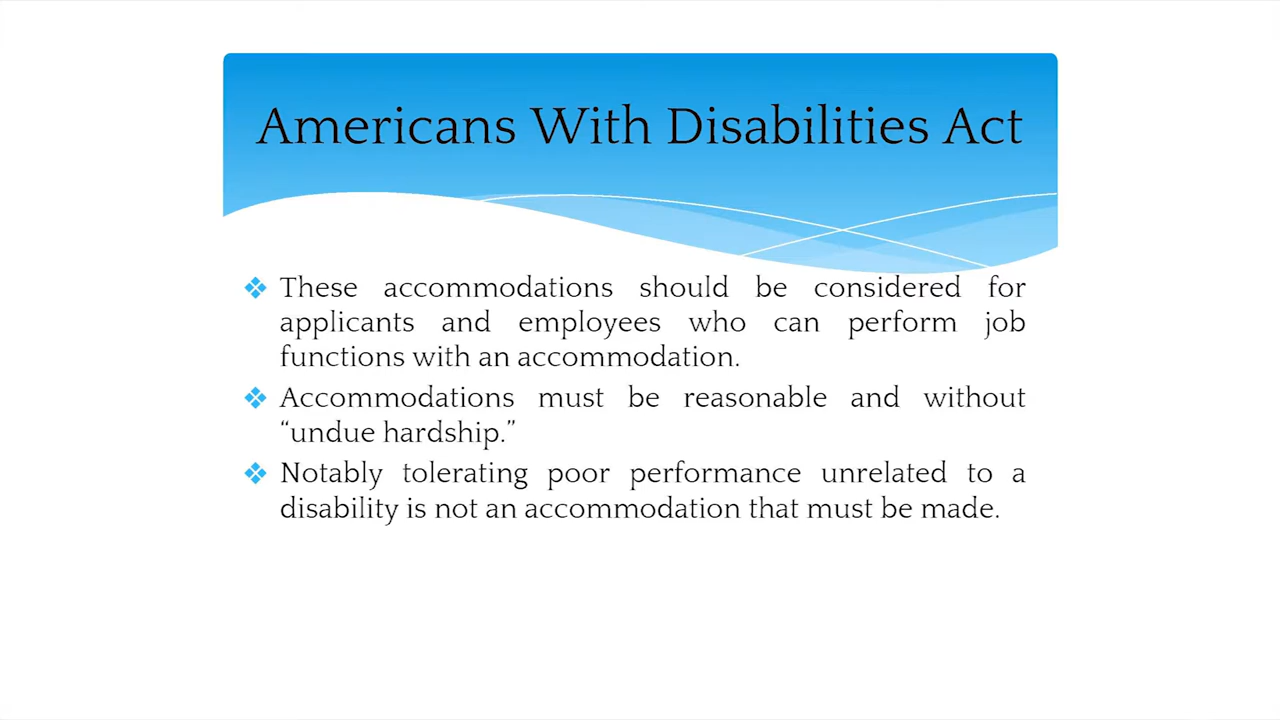 Americans With Disabilities Act
These accommodations should be considered for
applicants and employees who can perform job
functions with an accommodation.
Accommodations must be reasonable and without
“undue hardship.”
Notably tolerating poor performance unrelated to a
disability is not an accommodation that must be made.